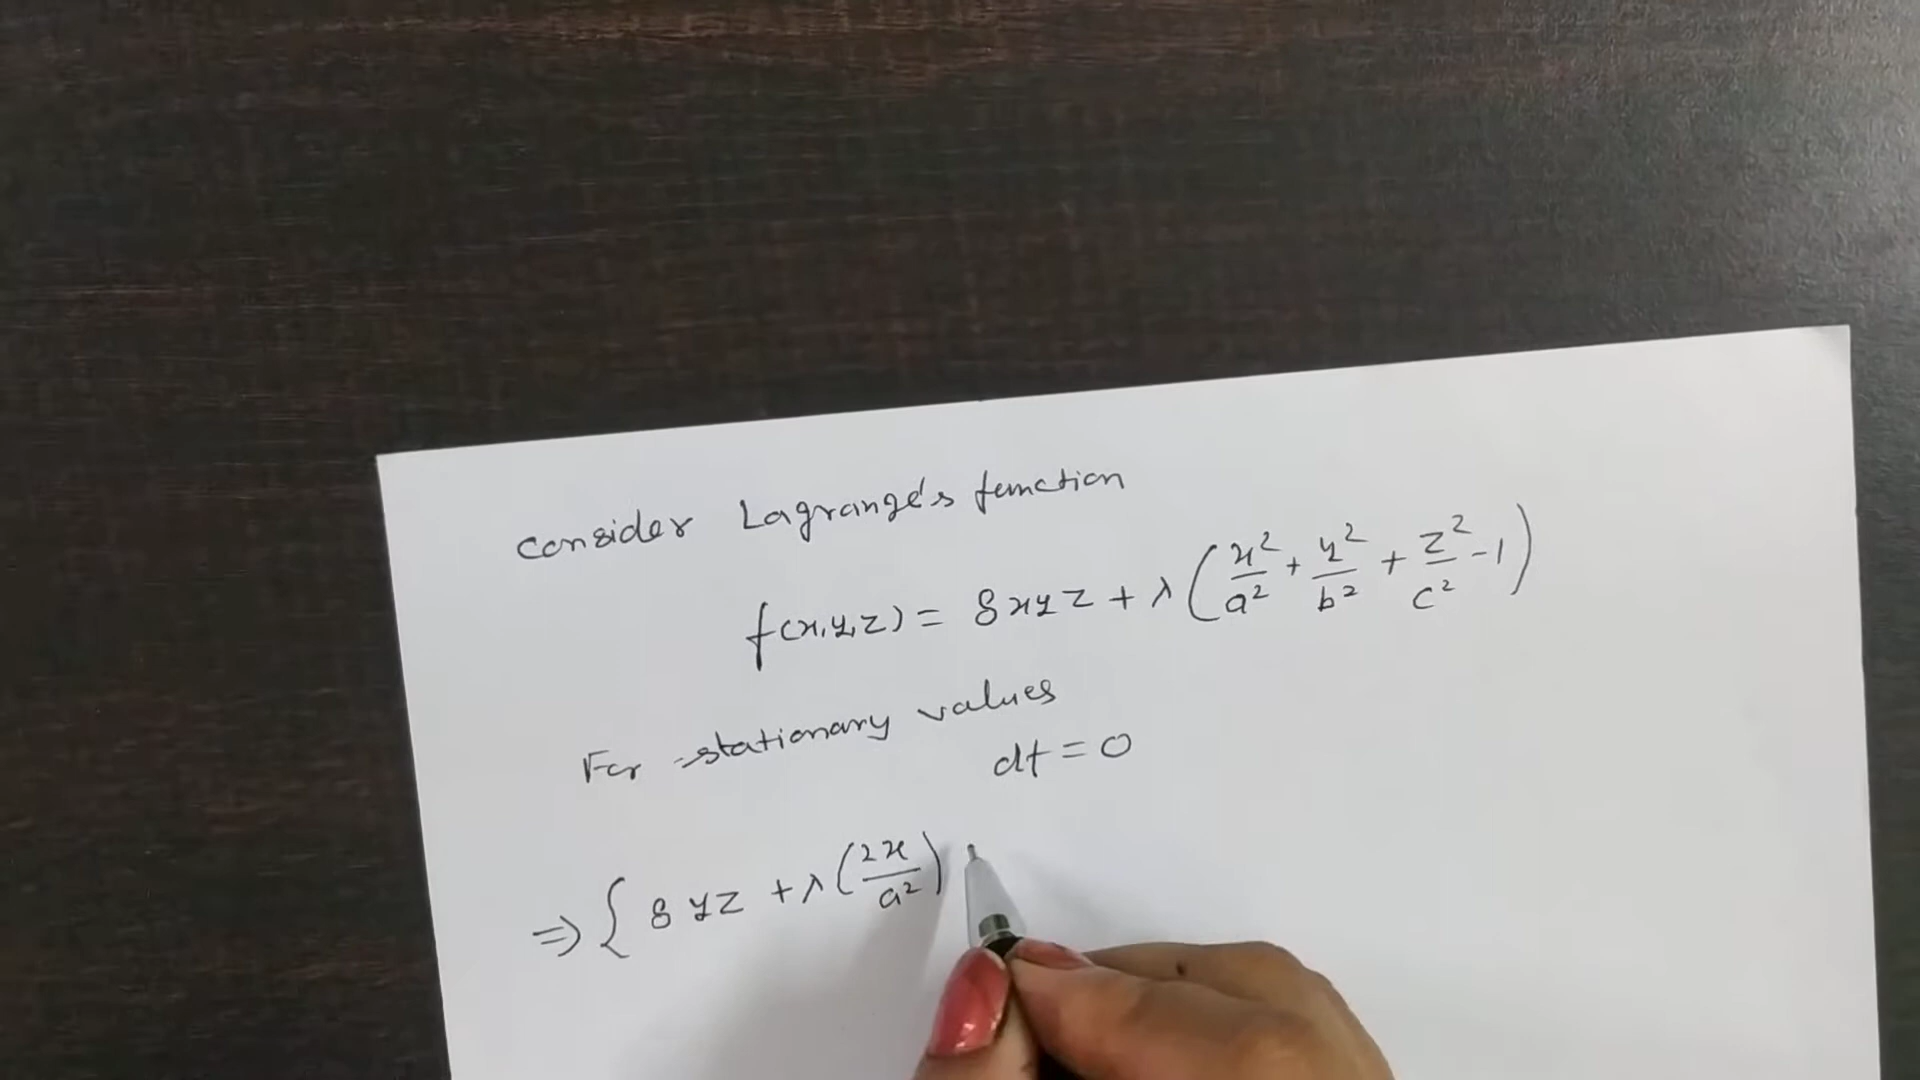 Consider Lagrange's function
f(x,y,z) = 8xyz + λ(x²/a² + y²/b² + z²/c² - 1)
For stationary values
df = 0
⇒ { 8yz + λ(2x/a²)